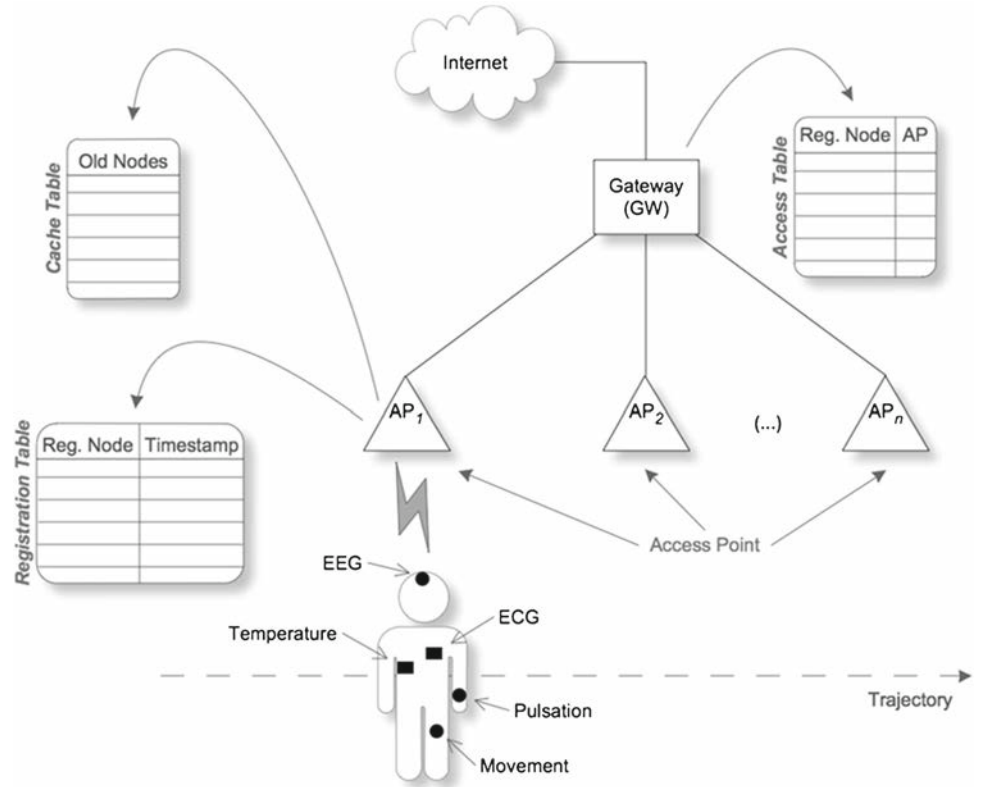 Internet
Old Nodes
Cache Table
Reg. Node AP
Access Table
Gateway
(GW)
AP1
AP2
(...)
APn
Reg. Node Timestamp
Registration Table
Access Point
EEG
ECG
Temperature
Trajectory
Pulsation
Movement